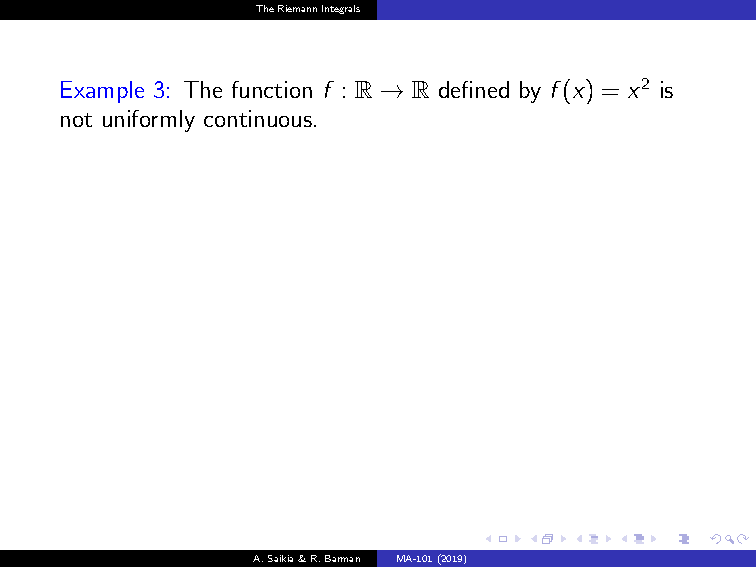 The Riemann Integrals
Example 3: The function f : ℝ → ℝ defined by f(x) = x² is
not uniformly continuous.
A. Saikia & R. Barman MA-101 (2019)